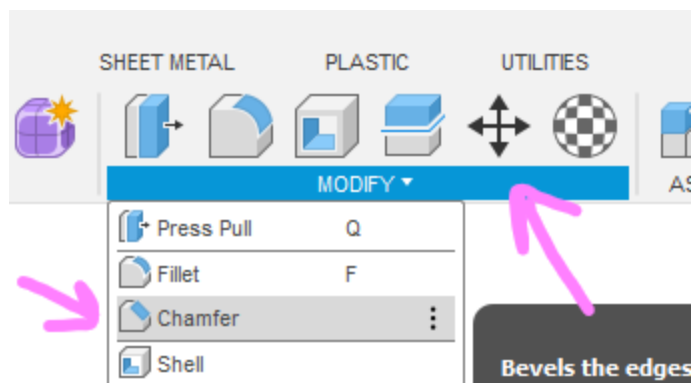 SHEET METAL PLASTIC UTILITIES
MODIFY AS
Press Pull Q
Fillet F
Chamfer
Shell
Bevels the edges